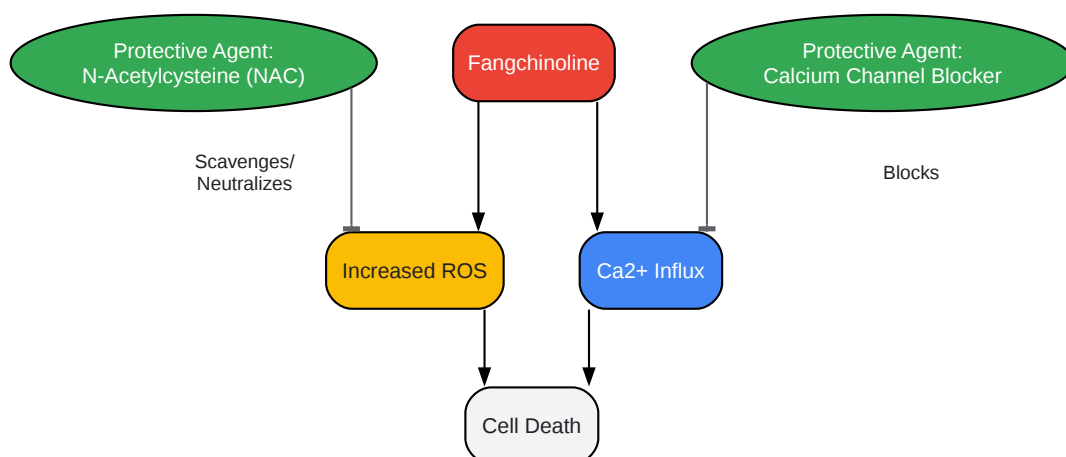 Protective Agent:
N-Acetylcysteine (NAC)
Fangchinoline
Protective Agent:
Calcium Channel Blocker
Scavenges/
Neutralizes
Blocks
Increased ROS
Ca2+ Influx
Cell Death